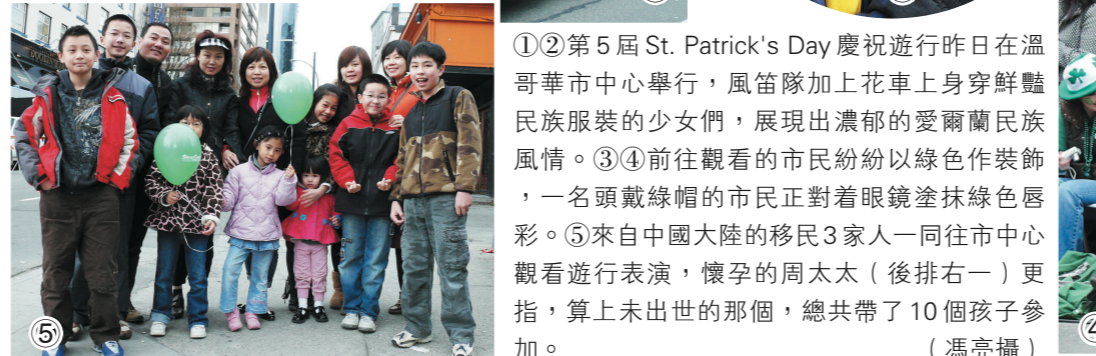 ①②第5屆St. Patrick's Day慶祝遊行昨日在溫
哥華市中心舉行，風笛隊加上花車上身穿鮮豔
民族服裝的少女們，展現出濃郁的愛爾蘭民族
風情。③④前往觀看的市民紛紛以綠色作裝飾
，一名頭戴綠帽的市民正對着眼鏡塗抹綠色唇
彩。⑤來自中國大陸的移民3家人一同往市中心
觀看遊行表演，懷孕的周太太（後排右一）更
指，算上未出世的那個，總共帶了10個孩子參
加。（馮亮攝）
⑤